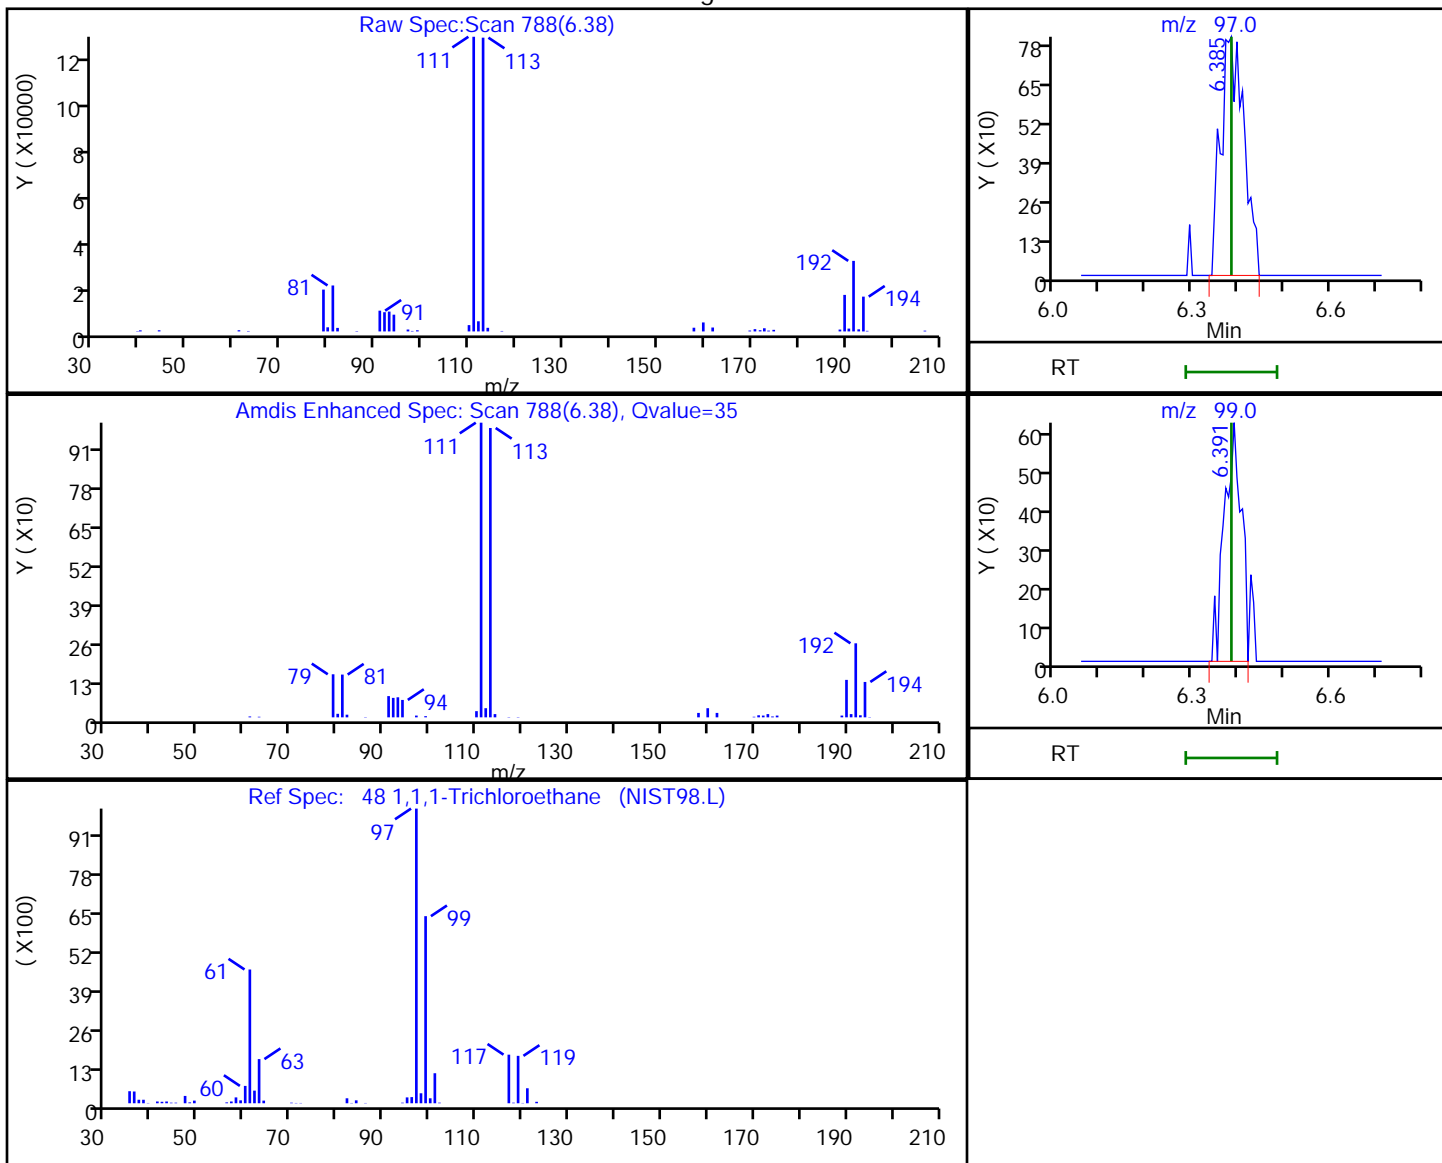 Raw Spec:Scan 788(6.38)
Y ( X10000)
12
10
8
6
4
2
0
111
113
81
91
192
194
30 50 70 90 110 130 150 170 190 210
m/z
m/z 97.0
Y ( X10)
78
65
52
39
26
13
0
6.385
6.0 6.3 6.6
Min
RT
Amdis Enhanced Spec: Scan 788(6.38), Qvalue=35
Y ( X10)
91
78
65
52
39
26
13
0
111
113
79
81
94
192
194
30 50 70 90 110 130 150 170 190 210
m/z
m/z 99.0
Y ( X10)
60
50
40
30
20
10
0
6.391
6.0 6.3 6.6
Min
RT
Ref Spec: 48 1,1,1-Trichloroethane (NIST98.L)
( X100)
91
78
65
52
39
26
13
0
97
99
61
60
63
117
119
30 50 70 90 110 130 150 170 190 210